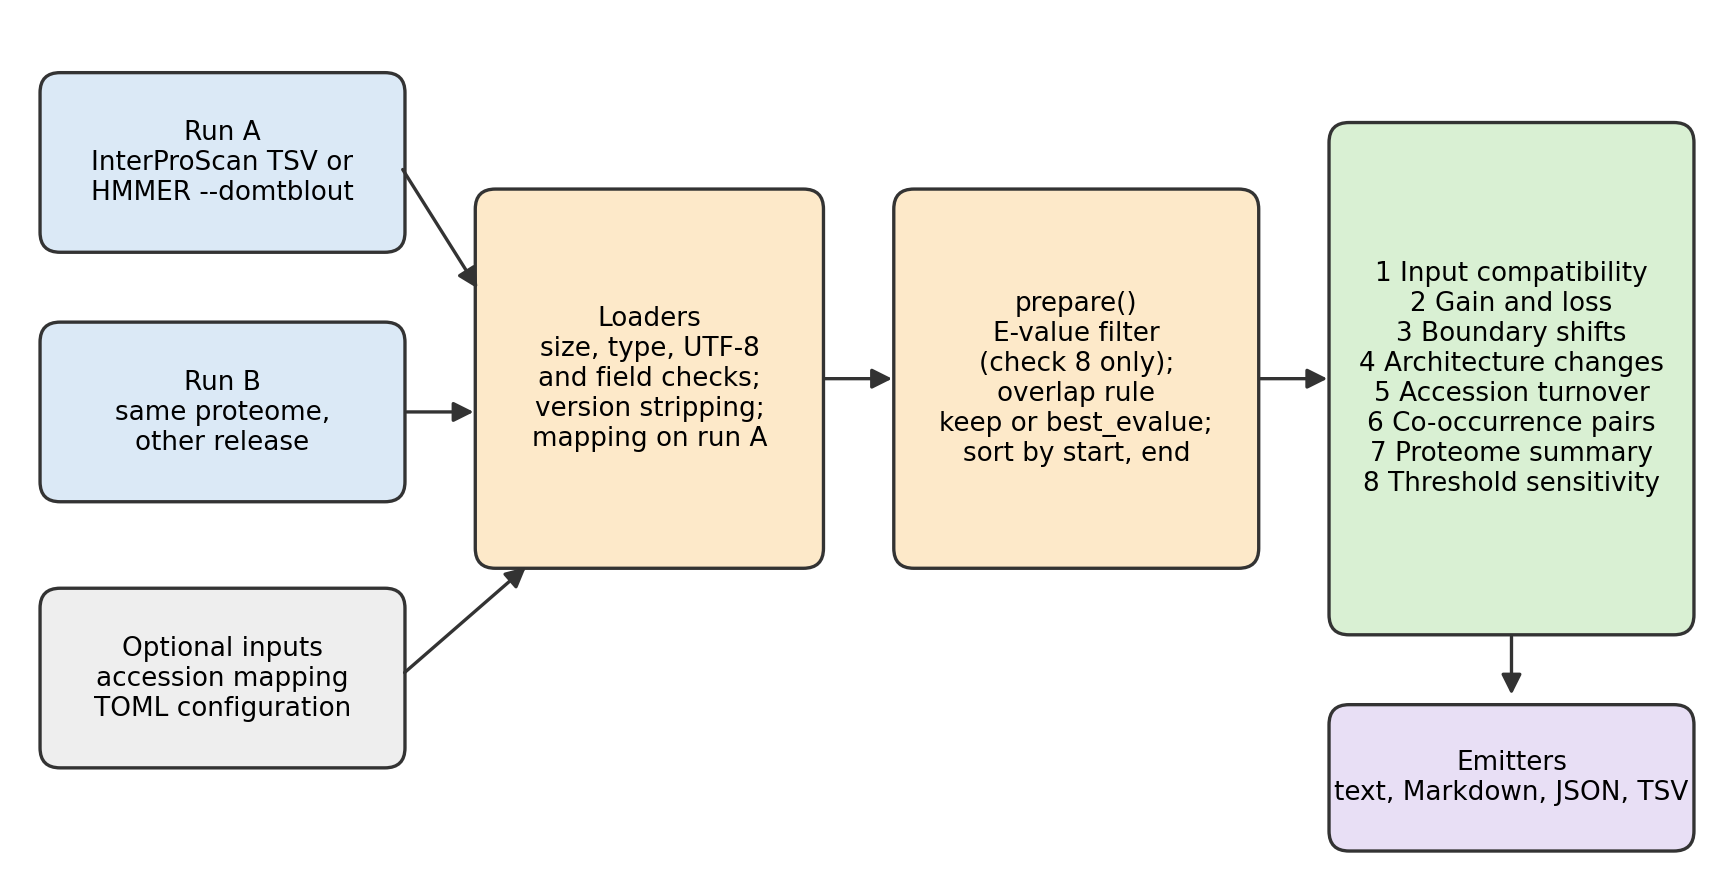 Run A
InterProScan TSV or
HMMER --domtblout
Run B
same proteome,
other release
Optional inputs
accession mapping
TOML configuration
Loaders
size, type, UTF-8
and field checks;
version stripping;
mapping on run A
prepare()
E-value filter
(check 8 only);
overlap rule
keep or best_evalue;
sort by start, end
1 Input compatibility
2 Gain and loss
3 Boundary shifts
4 Architecture changes
5 Accession turnover
6 Co-occurrence pairs
7 Proteome summary
8 Threshold sensitivity
Emitters
text, Markdown, JSON, TSV